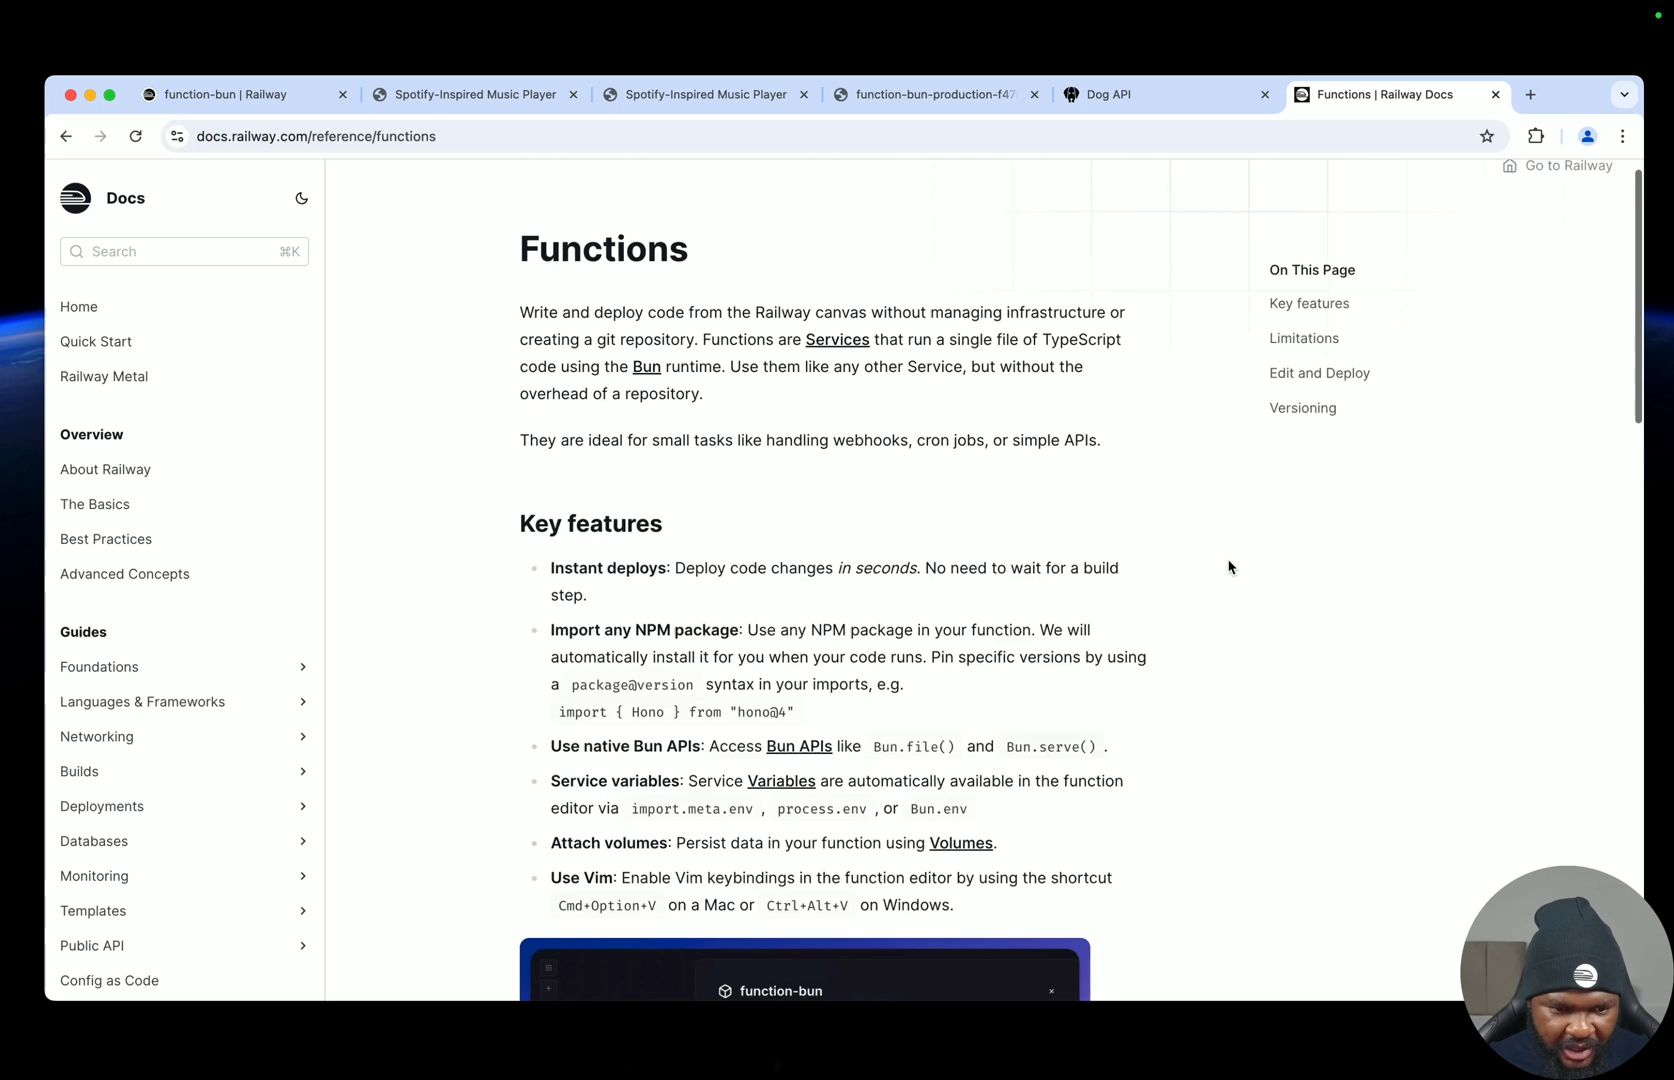 function-bun | Railway
Spotify-Inspired Music Player
Spotify-Inspired Music Player
function-bun-production-f47
Dog API
Functions | Railway Docs
docs.railway.com/reference/functions
Go to Railway
Docs
Search ⌘K
Home
Quick Start
Railway Metal
Overview
About Railway
The Basics
Best Practices
Advanced Concepts
Guides
Foundations
Languages & Frameworks
Networking
Builds
Deployments
Databases
Monitoring
Templates
Public API
Config as Code
Functions
Write and deploy code from the Railway canvas without managing infrastructure or
creating a git repository. Functions are Services that run a single file of TypeScript
code using the Bun runtime. Use them like any other Service, but without the
overhead of a repository.
They are ideal for small tasks like handling webhooks, cron jobs, or simple APIs.
Key features
Instant deploys: Deploy code changes in seconds. No need to wait for a build
step.
Import any NPM package: Use any NPM package in your function. We will
automatically install it for you when your code runs. Pin specific versions by using
a package@version syntax in your imports, e.g.
import { Hono } from "hono@4"
Use native Bun APIs: Access Bun APIs like Bun.file() and Bun.serve() .
Service variables: Service Variables are automatically available in the function
editor via import.meta.env , process.env , or Bun.env
Attach volumes: Persist data in your function using Volumes.
Use Vim: Enable Vim keybindings in the function editor by using the shortcut
Cmd+Option+V on a Mac or Ctrl+Alt+V on Windows.
function-bun
On This Page
Key features
Limitations
Edit and Deploy
Versioning